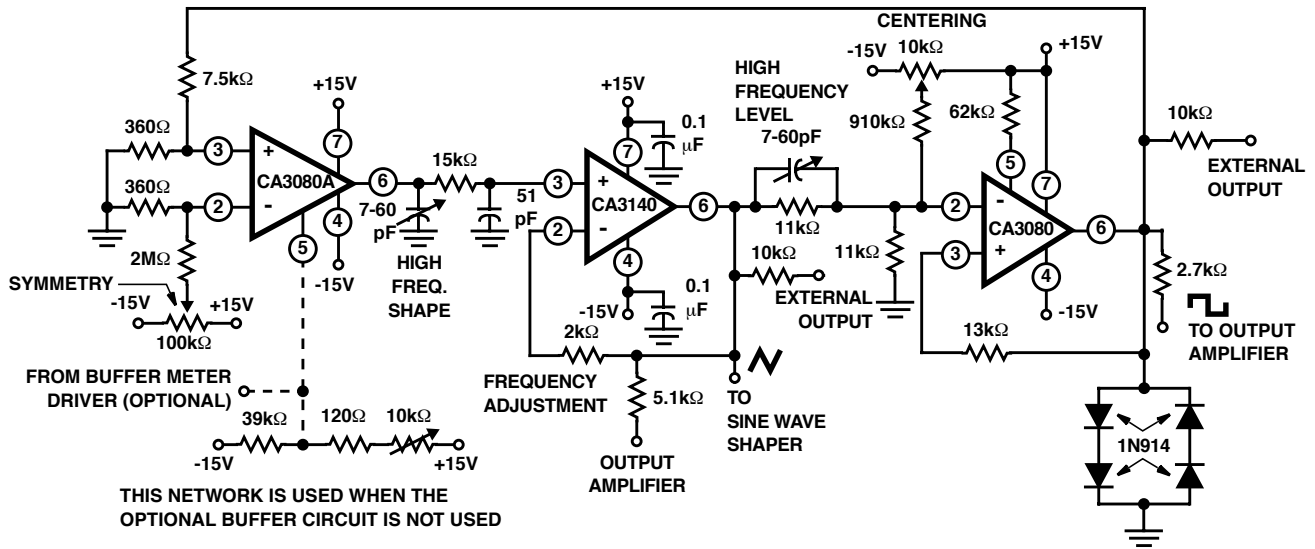 CENTERING
-15V
10kΩ
+15V
7.5kΩ
+15V
+15V
0.1
μF
HIGH
FREQUENCY
LEVEL
7-60pF
910kΩ
62kΩ
10kΩ
EXTERNAL
OUTPUT
360Ω
3
+
7
CA3080A
6
15kΩ
3
+
7
CA3140
6
5
7
2
-
CA3080
6
360Ω
2
-
4
5
7-60
pF
51
pF
2
-
4
11kΩ
11kΩ
3
+
4
2MΩ
-15V
HIGH
FREQ.
SHAPE
-15V
0.1
μF
10kΩ
EXTERNAL
OUTPUT
-15V
2.7kΩ
TO OUTPUT
AMPLIFIER
SYMMETRY
-15V
+15V
100kΩ
2kΩ
13kΩ
FROM BUFFER METER
DRIVER (OPTIONAL)
FREQUENCY
ADJUSTMENT
5.1kΩ
TO
SINE WAVE
SHAPER
39kΩ
120Ω
10kΩ
-15V
+15V
OUTPUT
AMPLIFIER
1N914
THIS NETWORK IS USED WHEN THE
OPTIONAL BUFFER CIRCUIT IS NOT USED